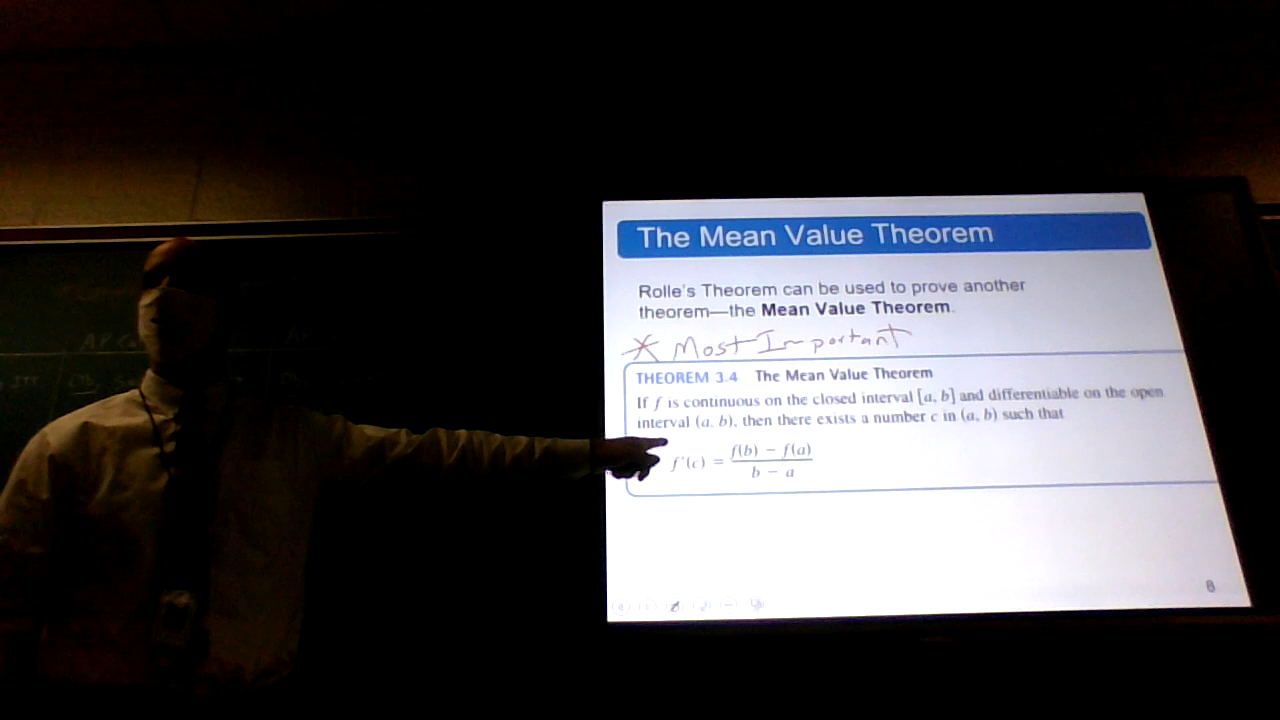 The Mean Value Theorem
Rolle's Theorem can be used to prove another
theorem—the Mean Value Theorem.
* Most Important
THEOREM 3.4 The Mean Value Theorem
If f is continuous on the closed interval [a, b] and differentiable on the open
interval (a, b), then there exists a number c in (a, b) such that
f'(c) = f(b) − f(a) / b − a
8